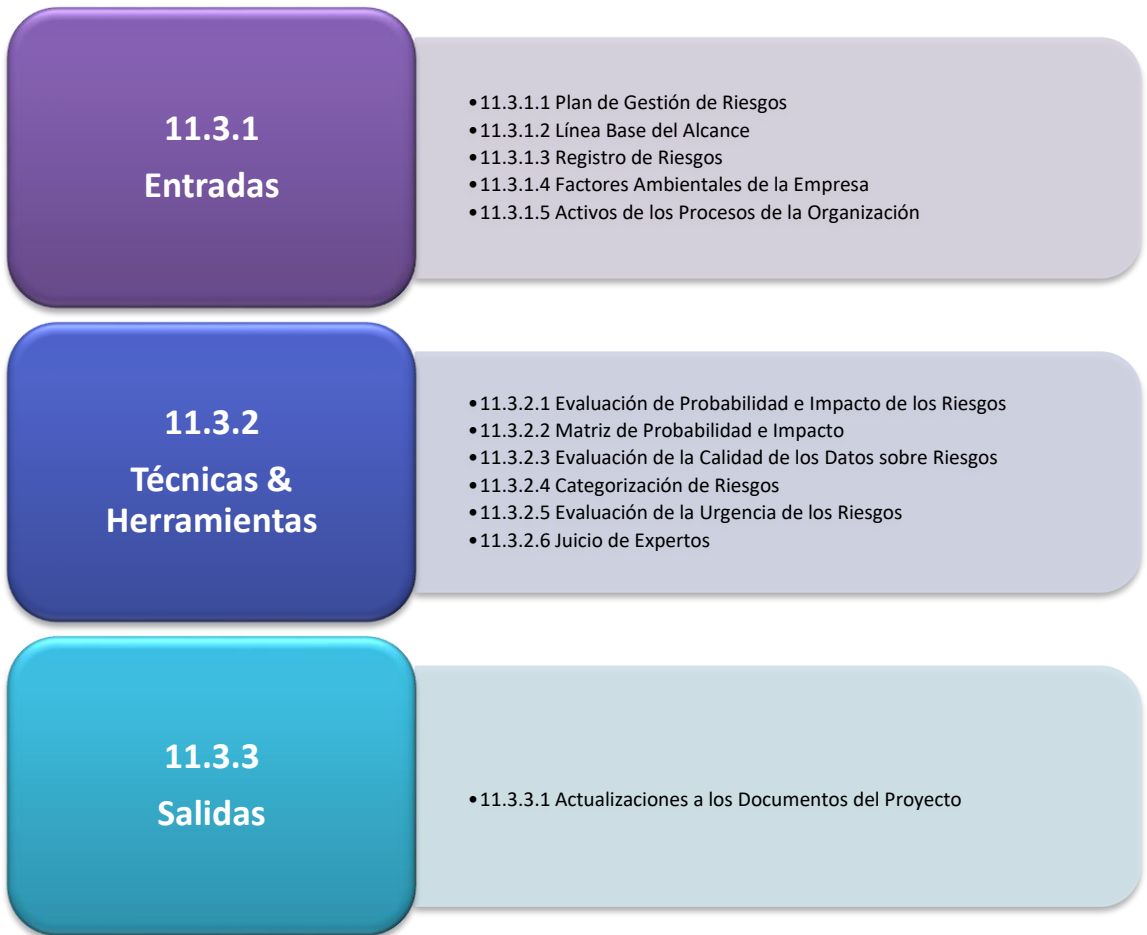 11.3.1
Entradas
•11.3.1.1 Plan de Gestión de Riesgos
•11.3.1.2 Línea Base del Alcance
•11.3.1.3 Registro de Riesgos
•11.3.1.4 Factores Ambientales de la Empresa
•11.3.1.5 Activos de los Procesos de la Organización
11.3.2
Técnicas &
Herramientas
•11.3.2.1 Evaluación de Probabilidad e Impacto de los Riesgos
•11.3.2.2 Matriz de Probabilidad e Impacto
•11.3.2.3 Evaluación de la Calidad de los Datos sobre Riesgos
•11.3.2.4 Categorización de Riesgos
•11.3.2.5 Evaluación de la Urgencia de los Riesgos
•11.3.2.6 Juicio de Expertos
11.3.3
Salidas
•11.3.3.1 Actualizaciones a los Documentos del Proyecto